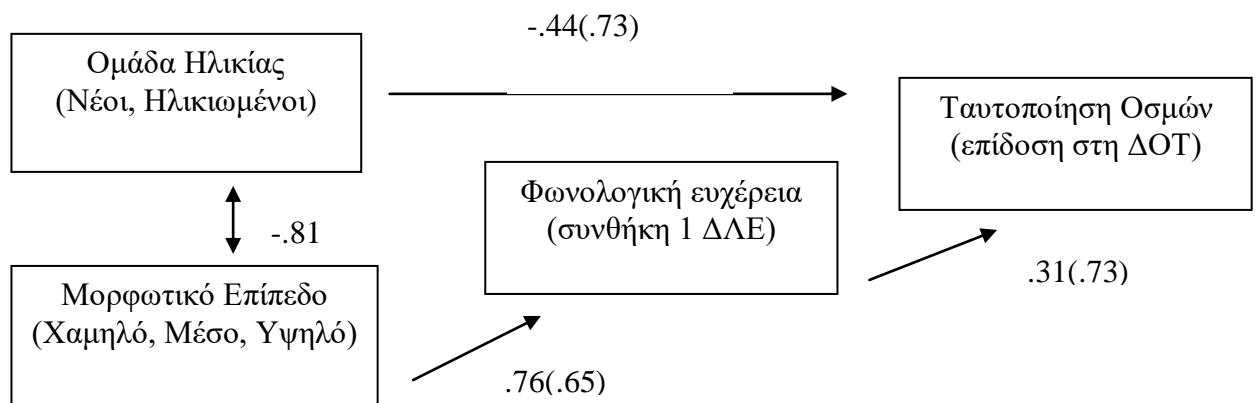 -.44(.73)
Ομάδα Ηλικίας
(Νέοι, Ηλικιωμένοι)
Ταυτοποίηση Οσμών
(επίδοση στη ΔΟΤ)
Φωνολογική ευχέρεια
(συνθήκη 1 ΔΛΕ)
-.81
.31(.73)
Μορφωτικό Επίπεδο
(Χαμηλό, Μέσο, Υψηλό)
.76(.65)